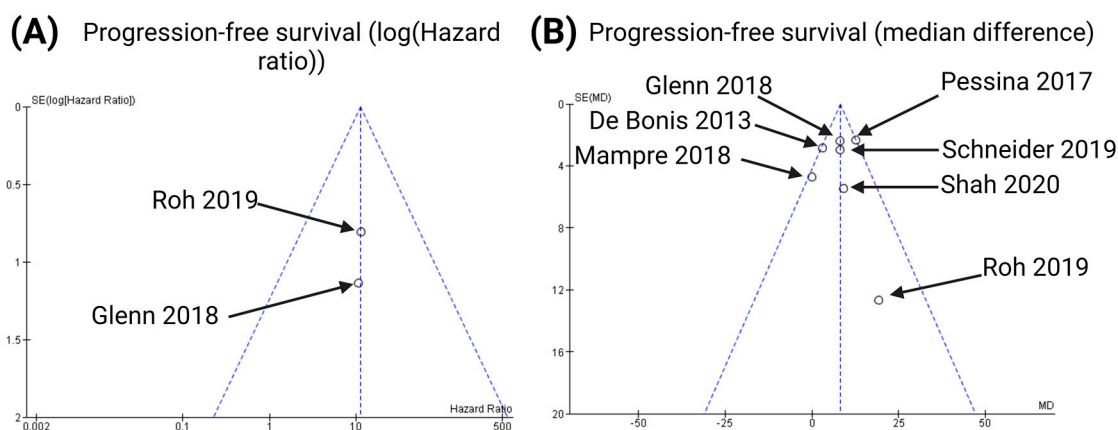 (A) Progression-free survival (log(Hazard
ratio))
SE(log[Hazard Ratio])
0
0.5
1
1.5
2
Roh 2019
Glenn 2018
Hazard Ratio
0.002
0.1
1
10
500
(B) Progression-free survival (median difference)
SE(MD)
0
4
8
12
16
20
Glenn 2018
Pessina 2017
De Bonis 2013
Schneider 2019
Mampre 2018
Shah 2020
Roh 2019
MD
-50
-25
0
25
50